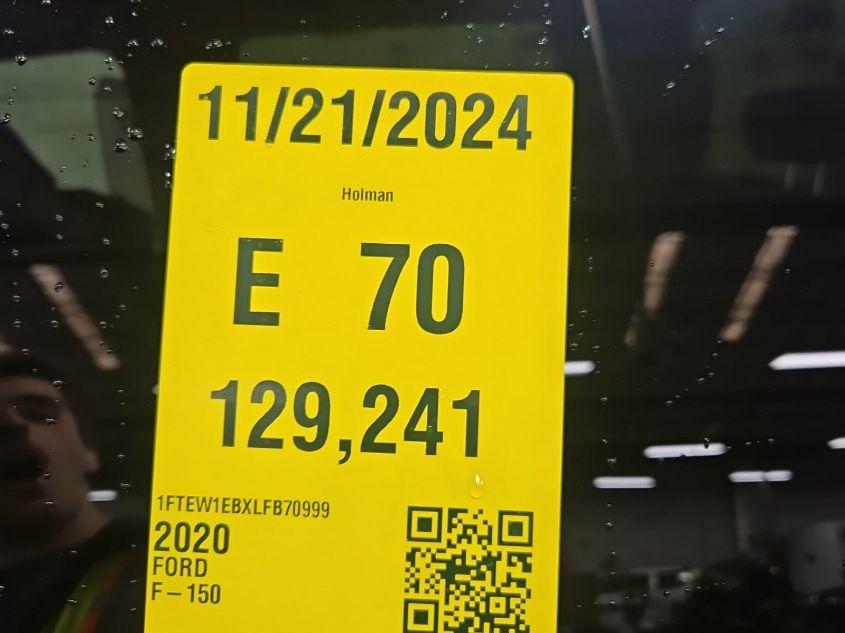 11/21/2024
Holman
E 70
129,241
1FTEW1EBXLFB70999
2020
FORD
F-150